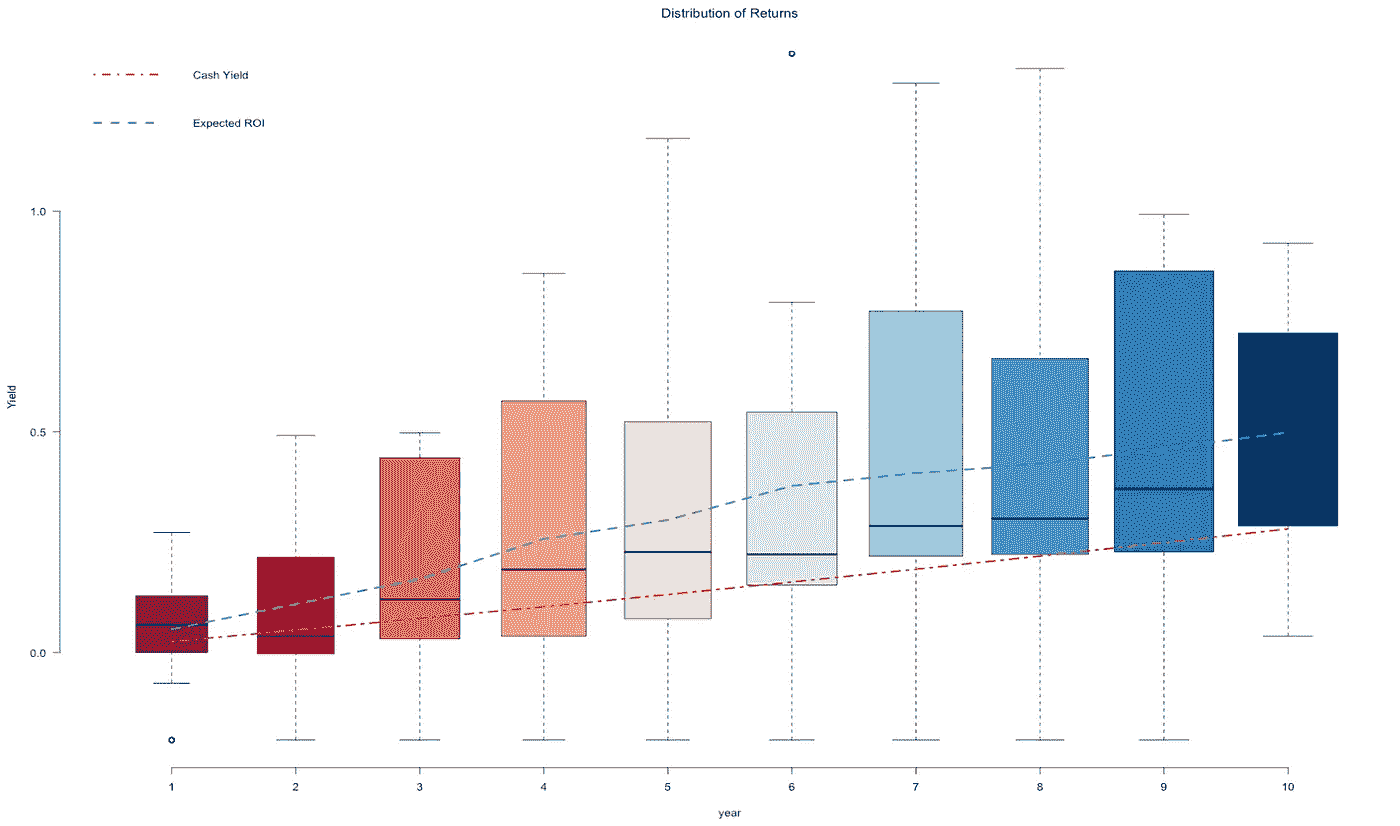 Distribution of Returns
Cash Yield
Expected ROI
1.0
0.5
0.0
Yield
1 2 3 4 5 6 7 8 9 10
year